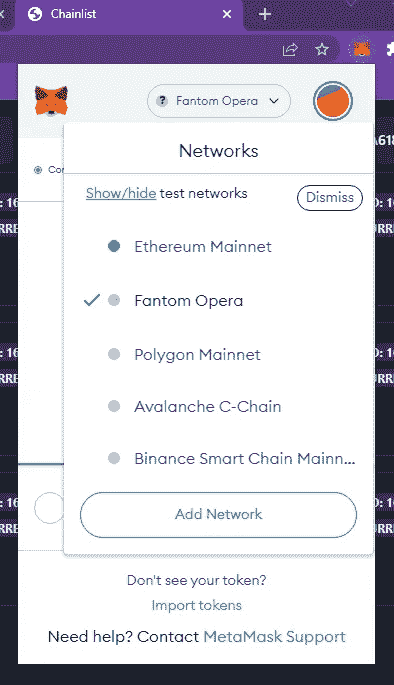 Chainlist
Fantom Opera
Networks
Show/hide test networks
Dismiss
Ethereum Mainnet
Fantom Opera
Polygon Mainnet
Avalanche C-Chain
Binance Smart Chain Mainn...
Add Network
Don't see your token?
Import tokens
Need help? Contact MetaMask Support